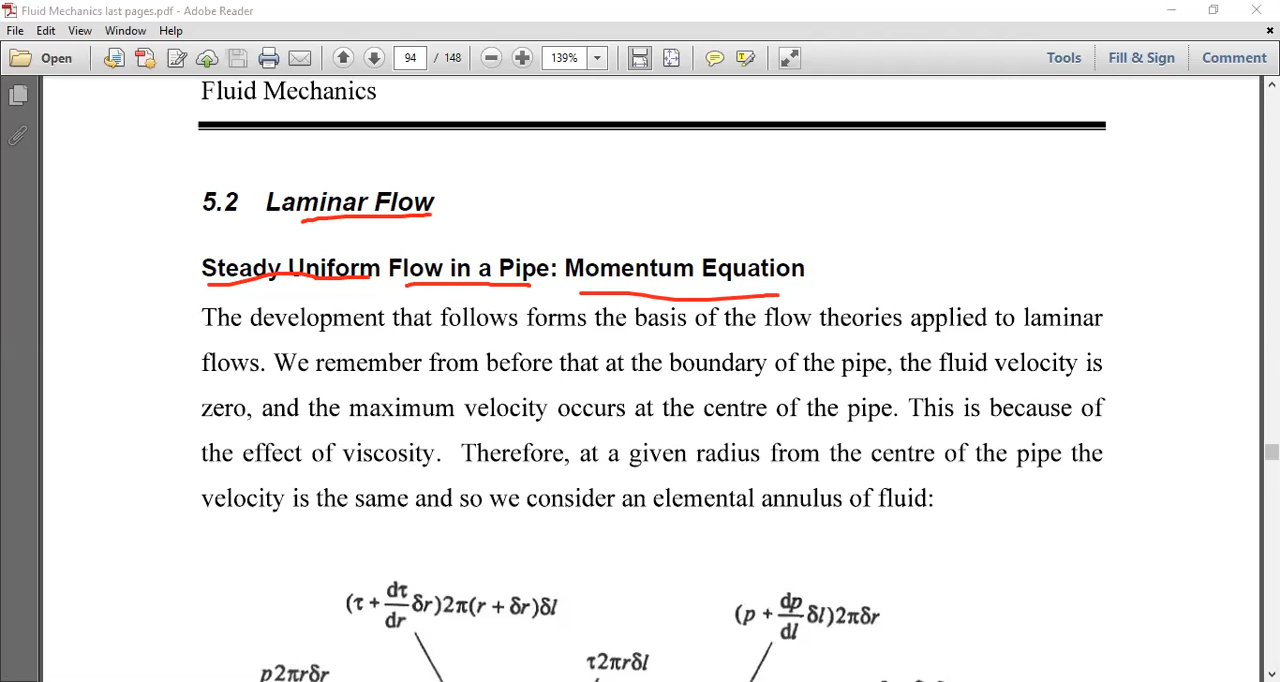 Fluid Mechanics last pages.pdf - Adobe Reader
File Edit View Window Help
Open 94 / 148 139% Tools Fill & Sign Comment
Fluid Mechanics
5.2 Laminar Flow
Steady Uniform Flow in a Pipe: Momentum Equation
The development that follows forms the basis of the flow theories applied to laminar
flows. We remember from before that at the boundary of the pipe, the fluid velocity is
zero, and the maximum velocity occurs at the centre of the pipe. This is because of
the effect of viscosity. Therefore, at a given radius from the centre of the pipe the
velocity is the same and so we consider an elemental annulus of fluid:
(τ + dτ/dr δr)2π(r + δr)δl
(p + dp/dl δl)2πδr
τ2πrδl
p2πrδr